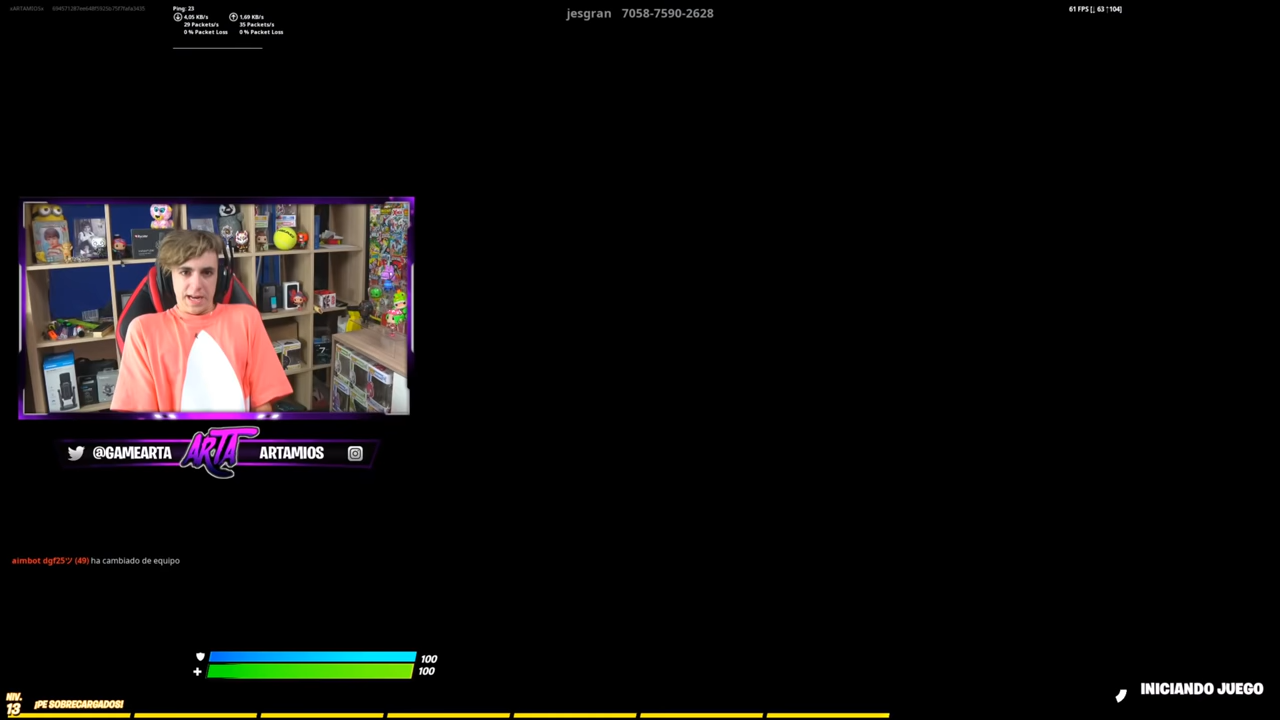 Ping: 23
4,05 KB/s 1,69 KB/s
29 Packets/s 35 Packets/s
0 % Packet Loss 0 % Packet Loss
jesgran 7058-7590-2628
61 FPS [↓ 63 ↑104]
@GAMEARTA ARTA ARTAMIOS
aimbot dgf25ツ (49) ha cambiado de equipo
100
100
NIV.
13
¡PE SOBRECARGADOS!
INICIANDO JUEGO